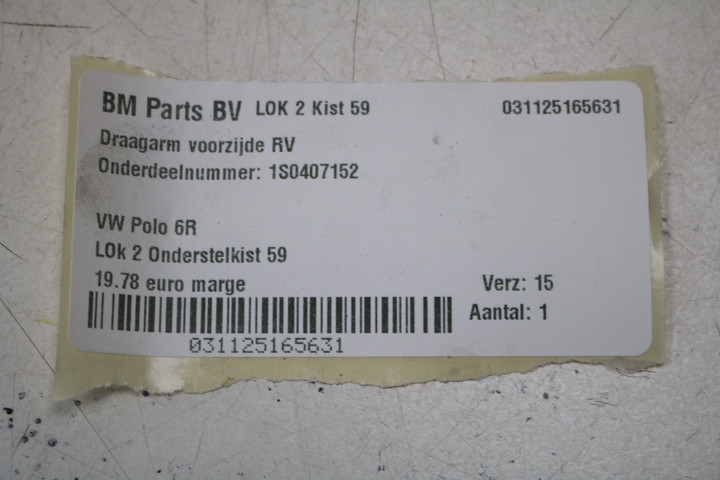 BM Parts BV LOK 2 Kist 59 031125165631
Draagarm voorzijde RV
Onderdeelnummer: 1S0407152
VW Polo 6R
LOk 2 Onderstelkist 59
19.78 euro marge Verz: 15
Aantal: 1
031125165631